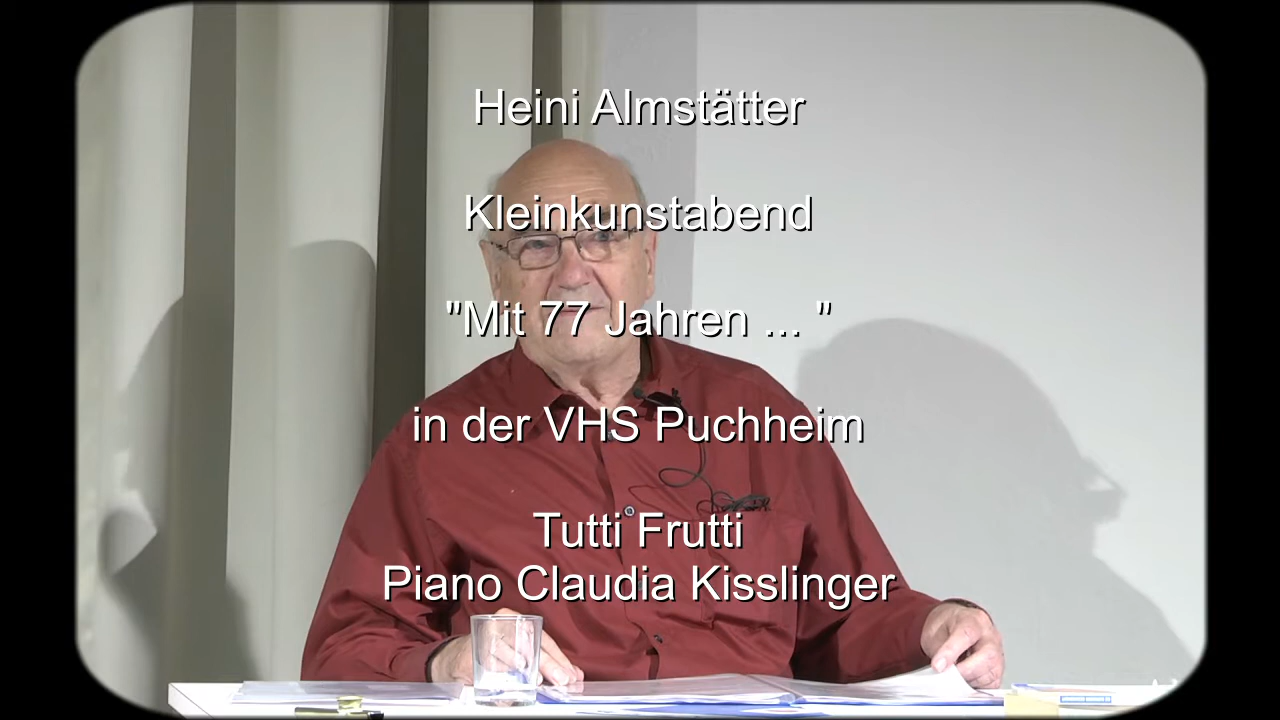 Heini Almstätter
Kleinkunstabend
"Mit 77 Jahren ... "
in der VHS Puchheim
Tutti Frutti
Piano Claudia Kisslinger